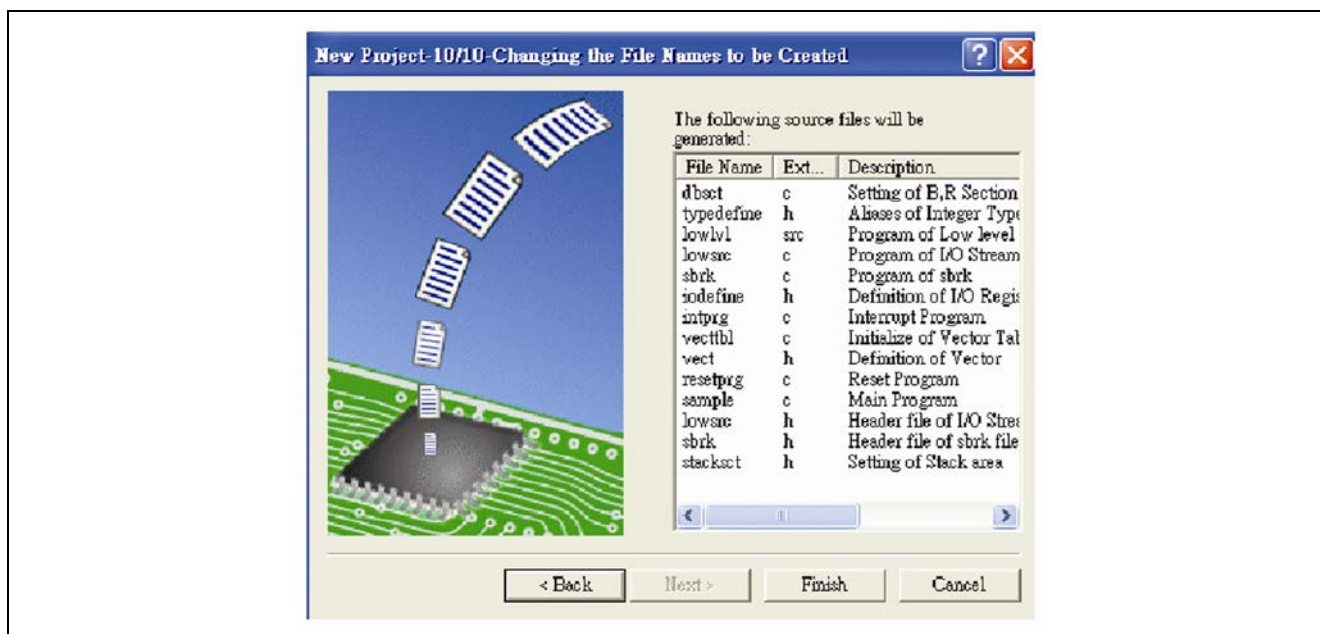 New Project-10/10-Changing the File Names to be Created
The following source files will be
generated:
File Name Ext... Description
dbsct c Setting of B,R Section
typedefine h Aliases of Integer Type
lowlvl src Program of Low level
lowsrc c Program of I/O Stream
sbrk c Program of sbrk
iodefine h Definition of I/O Regis
intprg c Interrupt Program
vecttbl c Initialize of Vector Tab
vect h Definition of Vector
resetprg c Reset Program
sample c Main Program
lowsrc h Header file of I/O Strea
sbrk h Header file of sbrk file
stacksct h Setting of Stack area
< Back Next > Finish Cancel